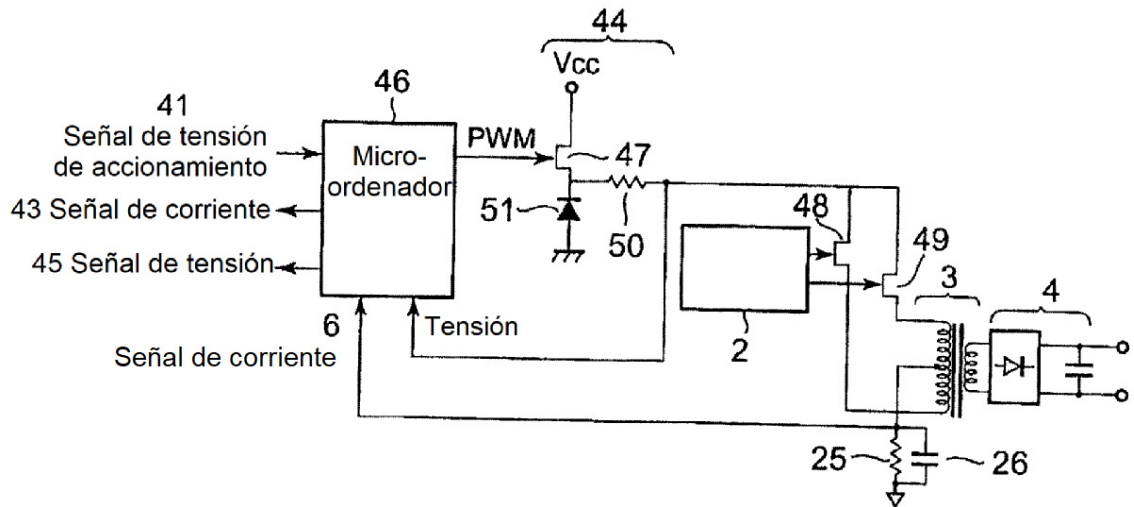 44
Vcc
46
41
Señal de tensión
de accionamiento
PWM
Micro-
ordenador
47
43 Señal de corriente
51
50
48
45 Señal de tensión
49
3
4
6
Tensión
2
Señal de corriente
25
26